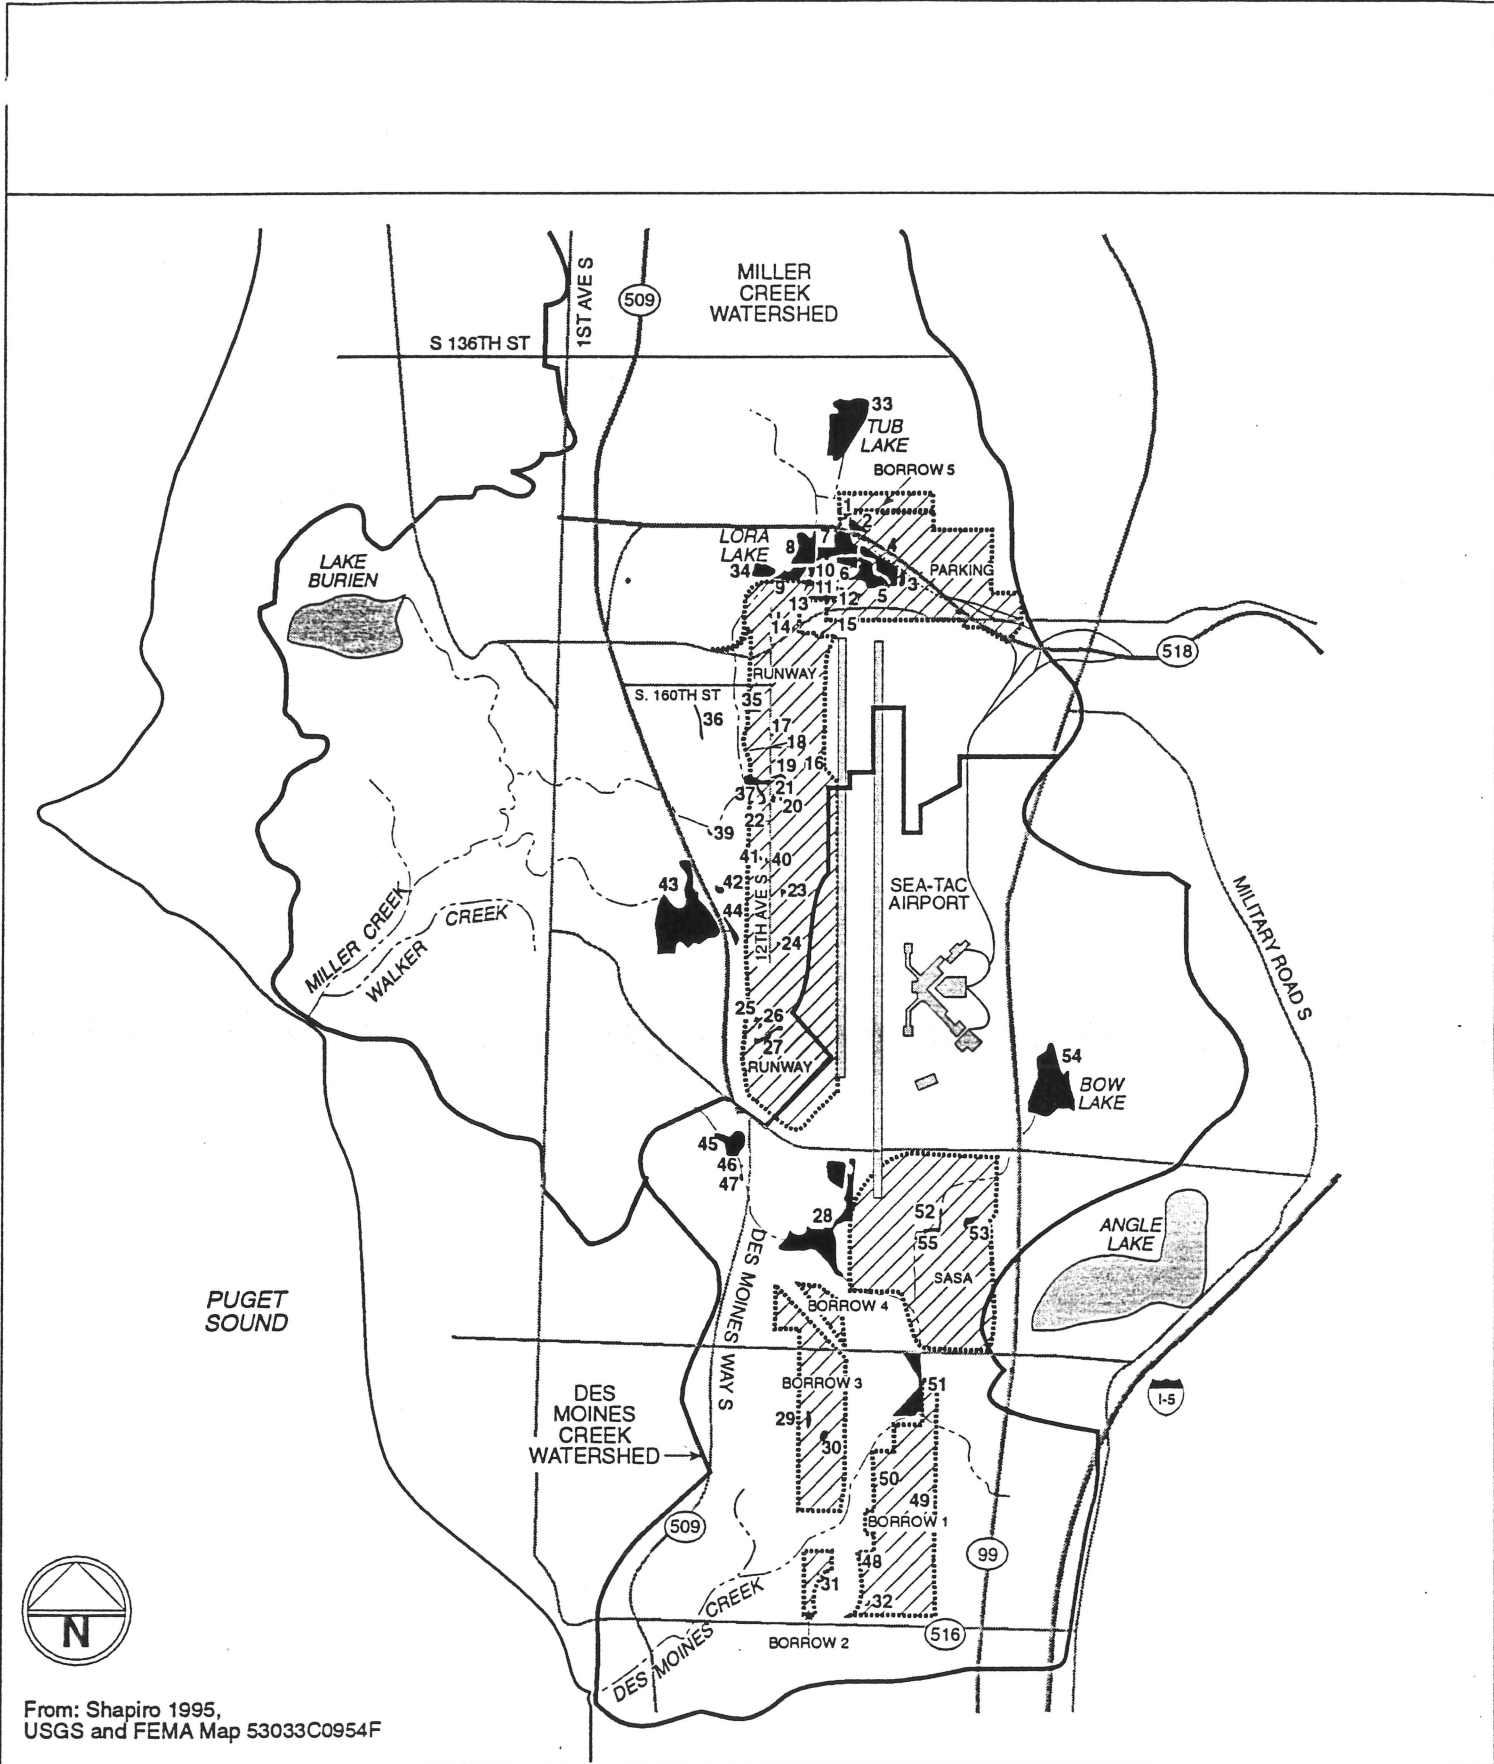 MILLER
CREEK
WATERSHED
1ST AVE S
509
S 136TH ST
33
TUB
LAKE
BORROW 5
1
2
LORA
LAKE
7
8
4
34
10
6
PARKING
3
9
11
5
12
13
14
15
LAKE
BURIEN
518
RUNWAY
S. 160TH ST
35
36
17
18
19
16
37
21
20
22
39
41
40
43
42
23
44
12TH AVE S
24
SEA-TAC
AIRPORT
MILITARY ROAD S
MILLER CREEK
WALKER
CREEK
25
26
27
RUNWAY
54
BOW
LAKE
45
46
47
28
52
53
55
SASA
ANGLE
LAKE
PUGET
SOUND
DES MOINES WAY S
BORROW 4
BORROW 3
51
I-5
29
30
DES
MOINES
CREEK
WATERSHED
50
49
BORROW 1
509
99
48
31
32
516
BORROW 2
DES MOINES CREEK
N
From: Shapiro 1995,
USGS and FEMA Map 53033C0954F